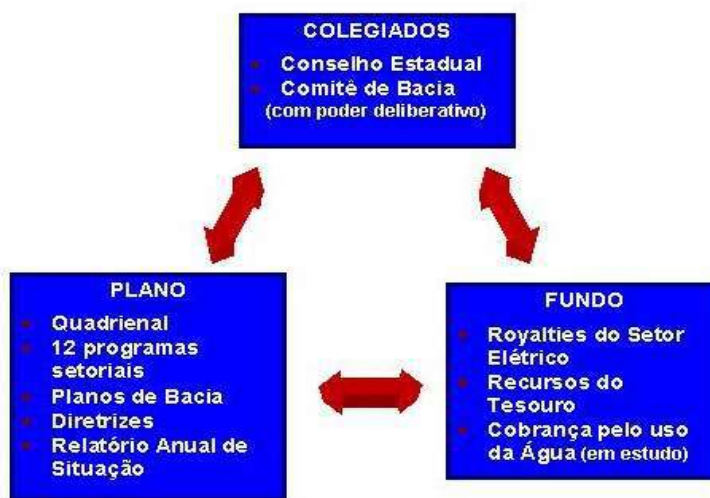 COLEGIADOS
Conselho Estadual
Comitê de Bacia
(com poder deliberativo)
PLANO
Quadrienal
12 programas
setoriais
Planos de Bacia
Diretrizes
Relatório Anual de
Situação
FUNDO
Royalties do Setor
Elétrico
Recursos do
Tesouro
Cobrança pelo uso
da Água (em estudo)